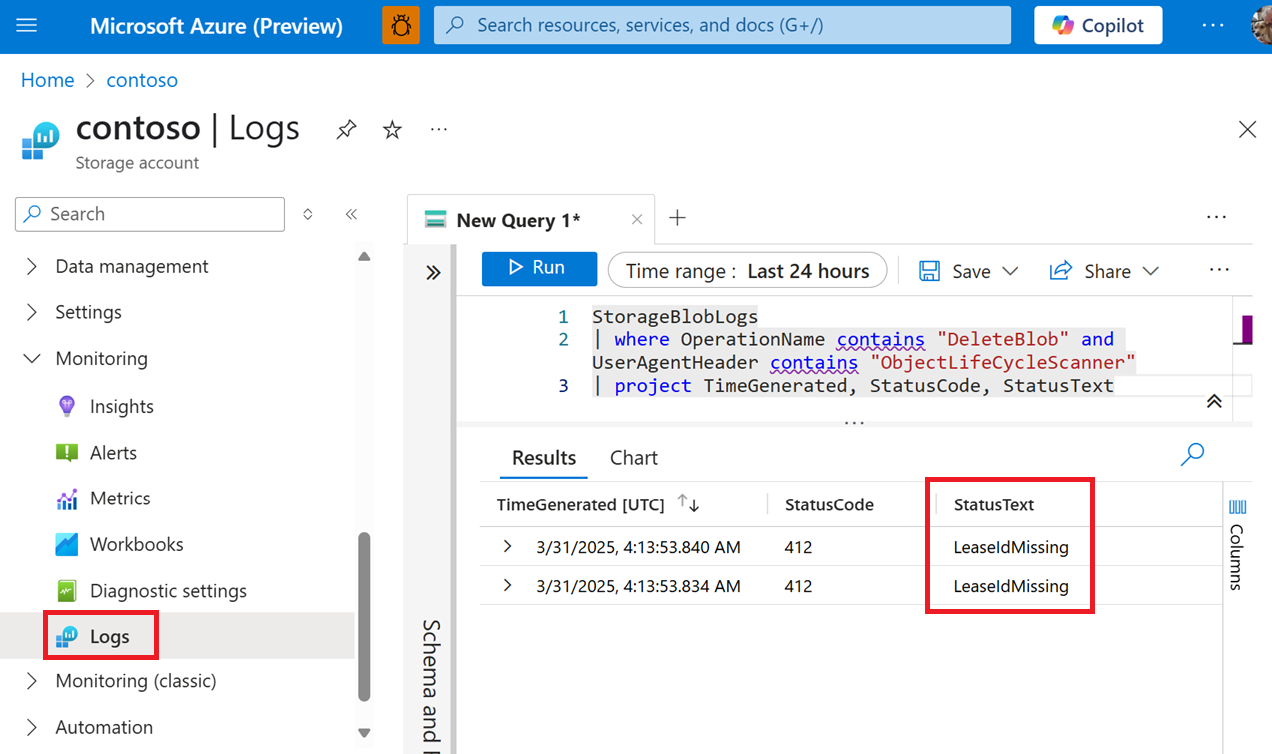 Microsoft Azure (Preview)
Search resources, services, and docs (G+/)
Copilot
Home > contoso
contoso | Logs
Storage account
Search
Data management
Settings
Monitoring
Insights
Alerts
Metrics
Workbooks
Diagnostic settings
Logs
Monitoring (classic)
Automation
New Query 1*
Run
Time range : Last 24 hours
Save
Share
1 StorageBlobLogs
2 | where OperationName contains "DeleteBlob" and
UserAgentHeader contains "ObjectLifeCycleScanner"
3 | project TimeGenerated, StatusCode, StatusText
Results Chart
TimeGenerated [UTC] StatusCode StatusText
3/31/2025, 4:13:53.840 AM 412 LeaseIdMissing
3/31/2025, 4:13:53.834 AM 412 LeaseIdMissing
Columns
Schema and